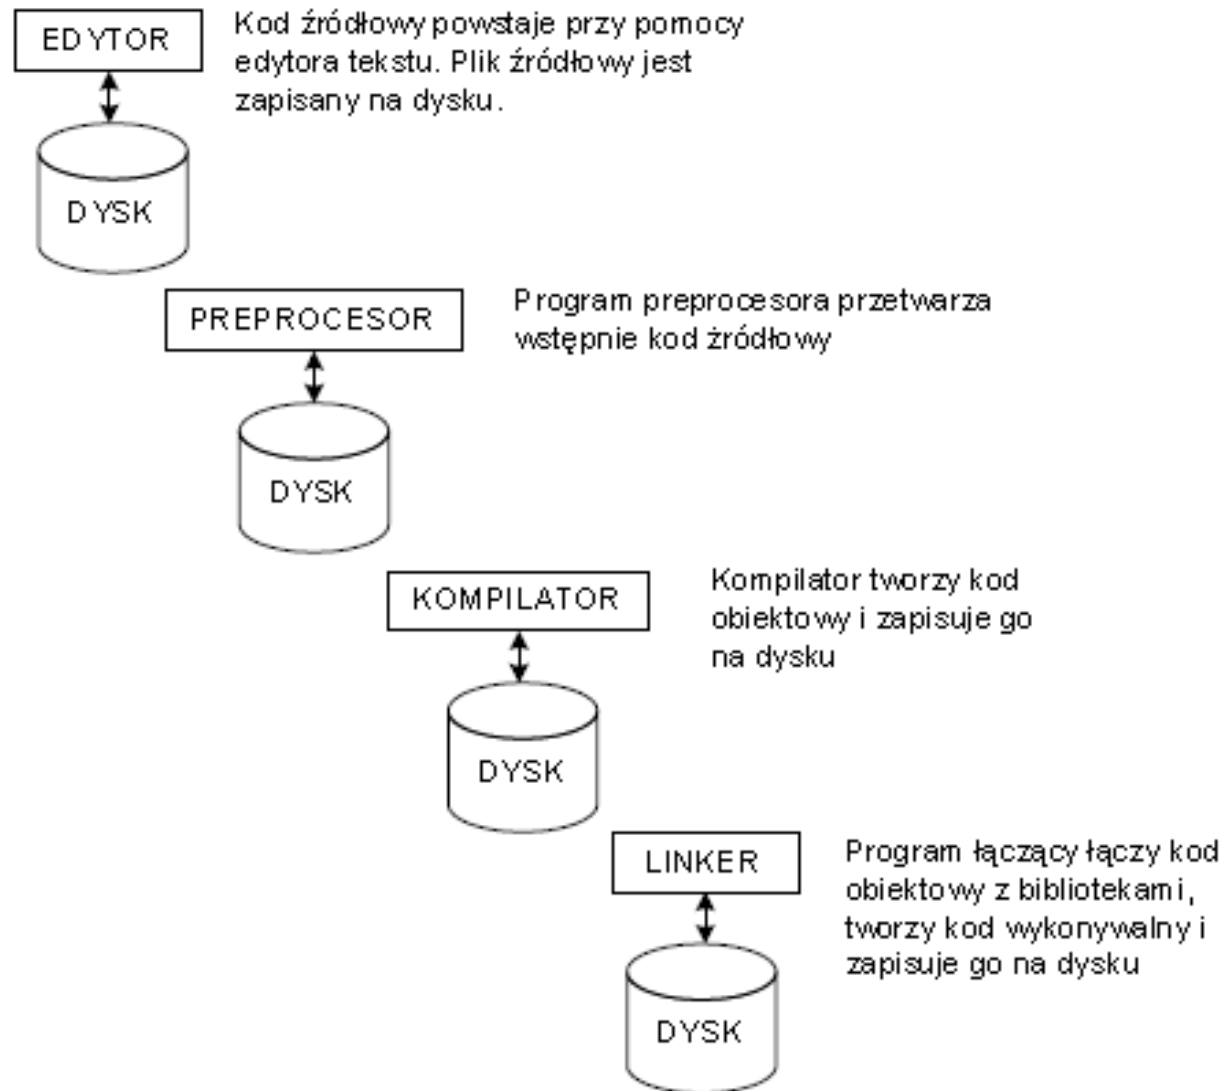 EDYTOR
Kod źródłowy powstaje przy pomocy
edytora tekstu. Plik źródłowy jest
zapisany na dysku.
DYSK
PREPROCESOR
Program preprocesora przetwarza
wstępnie kod źródłowy
DYSK
KOMPILATOR
Kompilator tworzy kod
obiektowy i zapisuje go
na dysku
DYSK
LINKER
Program łączący łączy kod
obiektowy z bibliotekami,
tworzy kod wykonywalny i
zapisuje go na dysku
DYSK